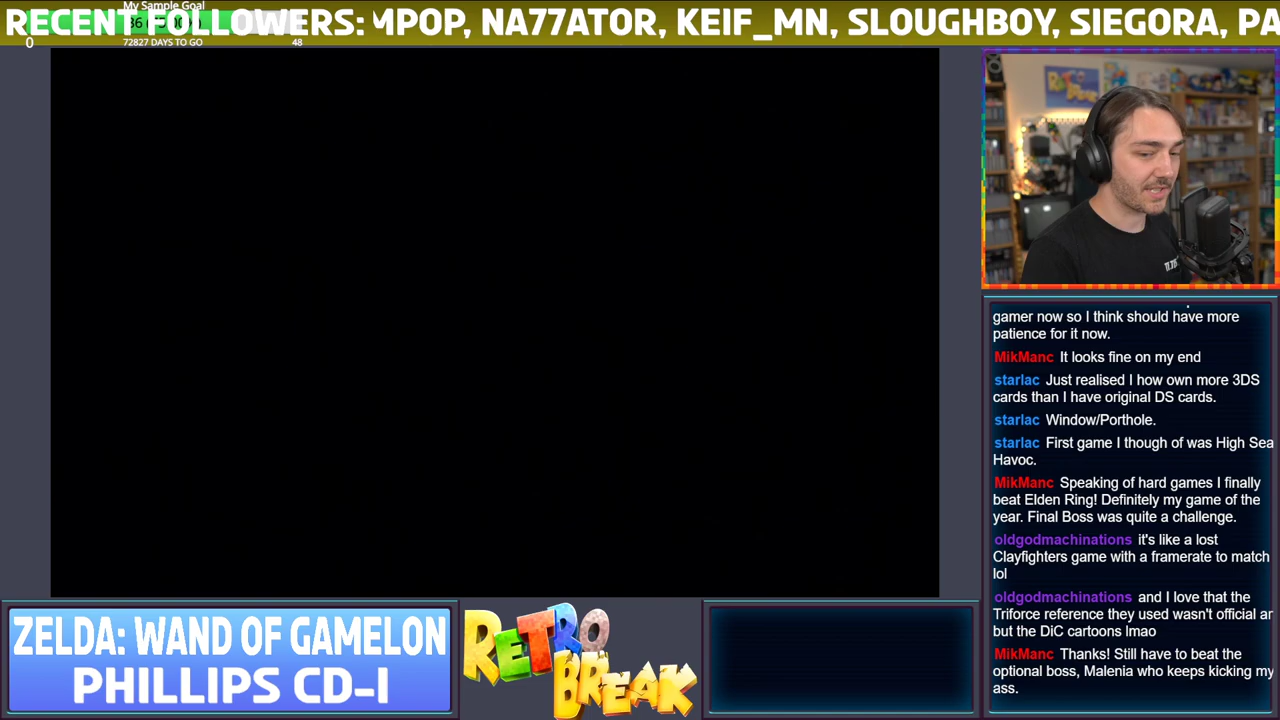 My Sample Goal
RECENT FOLLOWERS: MPOP, NA77ATOR, KEIF_MN, SLOUGHBOY, SIEGORA, PA
0
72827 DAYS TO GO
48
gamer now so I think should have more
patience for it now.
MikManc It looks fine on my end
starlac Just realised I how own more 3DS
cards than I have original DS cards.
starlac Window/Porthole.
starlac First game I though of was High Sea
Havoc.
MikManc Speaking of hard games I finally
beat Elden Ring! Definitely my game of the
year. Final Boss was quite a challenge.
oldgodmachinations it's like a lost
Clayfighters game with a framerate to match
lol
oldgodmachinations and I love that the
Triforce reference they used wasn't official ar
but the DiC cartoons lmao
MikManc Thanks! Still have to beat the
optional boss, Malenia who keeps kicking my
ass.
ZELDA: WAND OF GAMELON
PHILLIPS CD-I
RETRO
BREAK